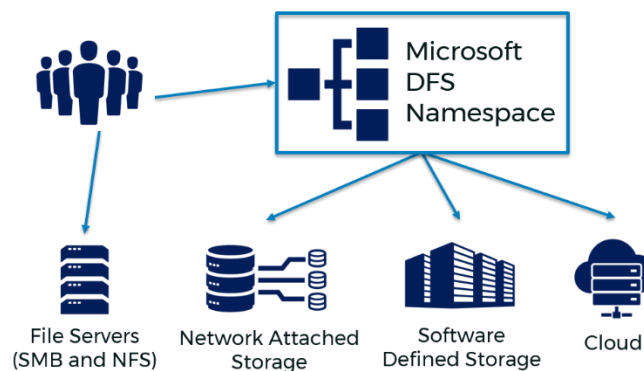 Microsoft
DFS
Namespace
File Servers
(SMB and NFS)
Network Attached
Storage
Software
Defined Storage
Cloud